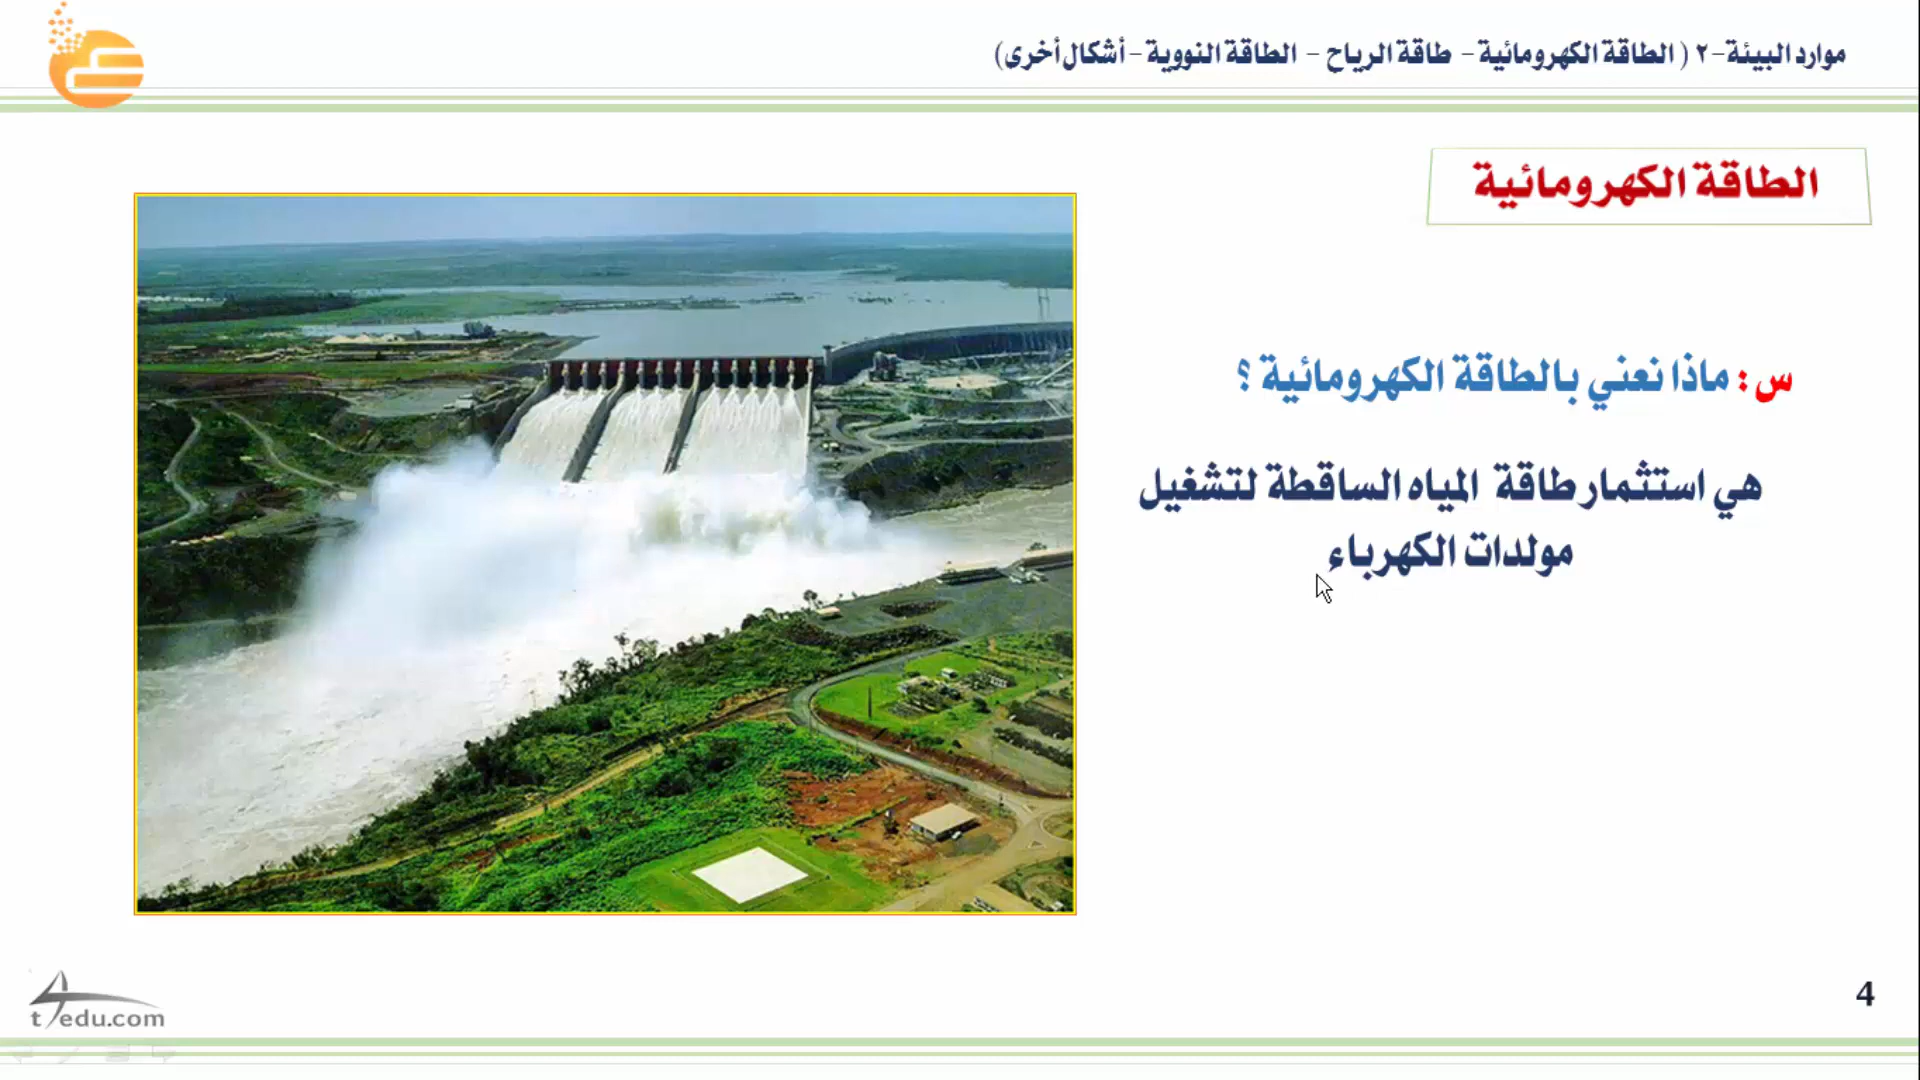 موارد البيئة-٢ ( الطاقة الكهرومائية - طاقة الرياح - الطاقة النووية - أشكال أخرى)
الطاقة الكهرومائية
س : ماذا نعني بالطاقة الكهرومائية ؟
هي استثمار طاقة المياه الساقطة لتشغيل
مولدات الكهرباء
t4edu.com
4